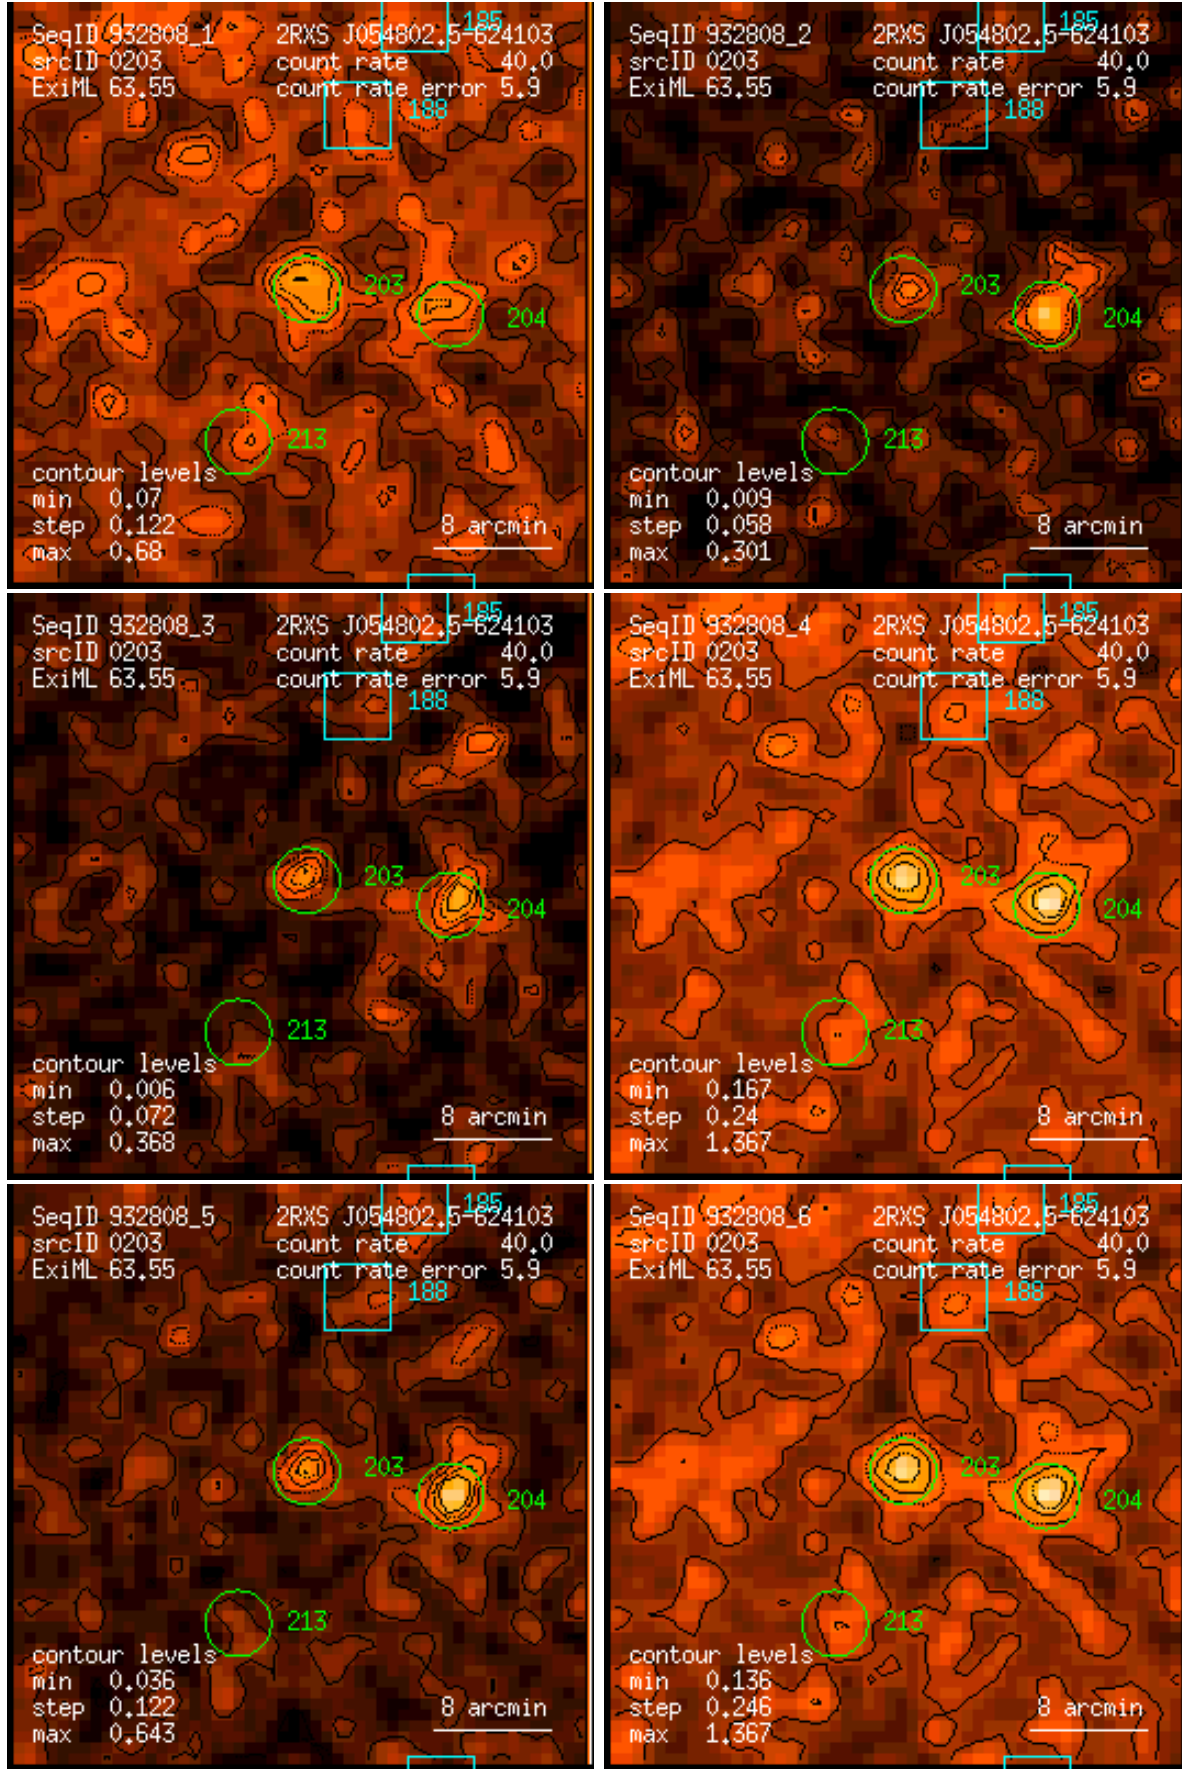 SeqID 932808_1 2RXS J054802.5-624103 185
srcID 0203 count rate 40.0
ExiML 63.55 count rate error 5.9
188
203
204
213
contour levels
min 0.07
step 0.122 8 arcmin
max 0.68
SeqID 932808_2 2RXS J054802.5-624103 185
srcID 0203 count rate 40.0
ExiML 63.55 count rate error 5.9
188
203
204
213
contour levels
min 0.009
step 0.058 8 arcmin
max 0.301
SeqID 932808_3 2RXS J054802.5-624103 185
srcID 0203 count rate 40.0
ExiML 63.55 count rate error 5.9
188
203
204
213
contour levels
min 0.006
step 0.072 8 arcmin
max 0.368
SeqID 932808_4 2RXS J054802.5-624103 185
srcID 0203 count rate 40.0
ExiML 63.55 count rate error 5.9
188
203
204
213
contour levels
min 0.167
step 0.24 8 arcmin
max 1.367
SeqID 932808_5 2RXS J054802.5-624103 185
srcID 0203 count rate 40.0
ExiML 63.55 count rate error 5.9
188
203
204
213
contour levels
min 0.036
step 0.122 8 arcmin
max 0.643
SeqID 932808_6 2RXS J054802.5-624103 185
srcID 0203 count rate 40.0
ExiML 63.55 count rate error 5.9
188
203
204
213
contour levels
min 0.136
step 0.246 8 arcmin
max 1.367